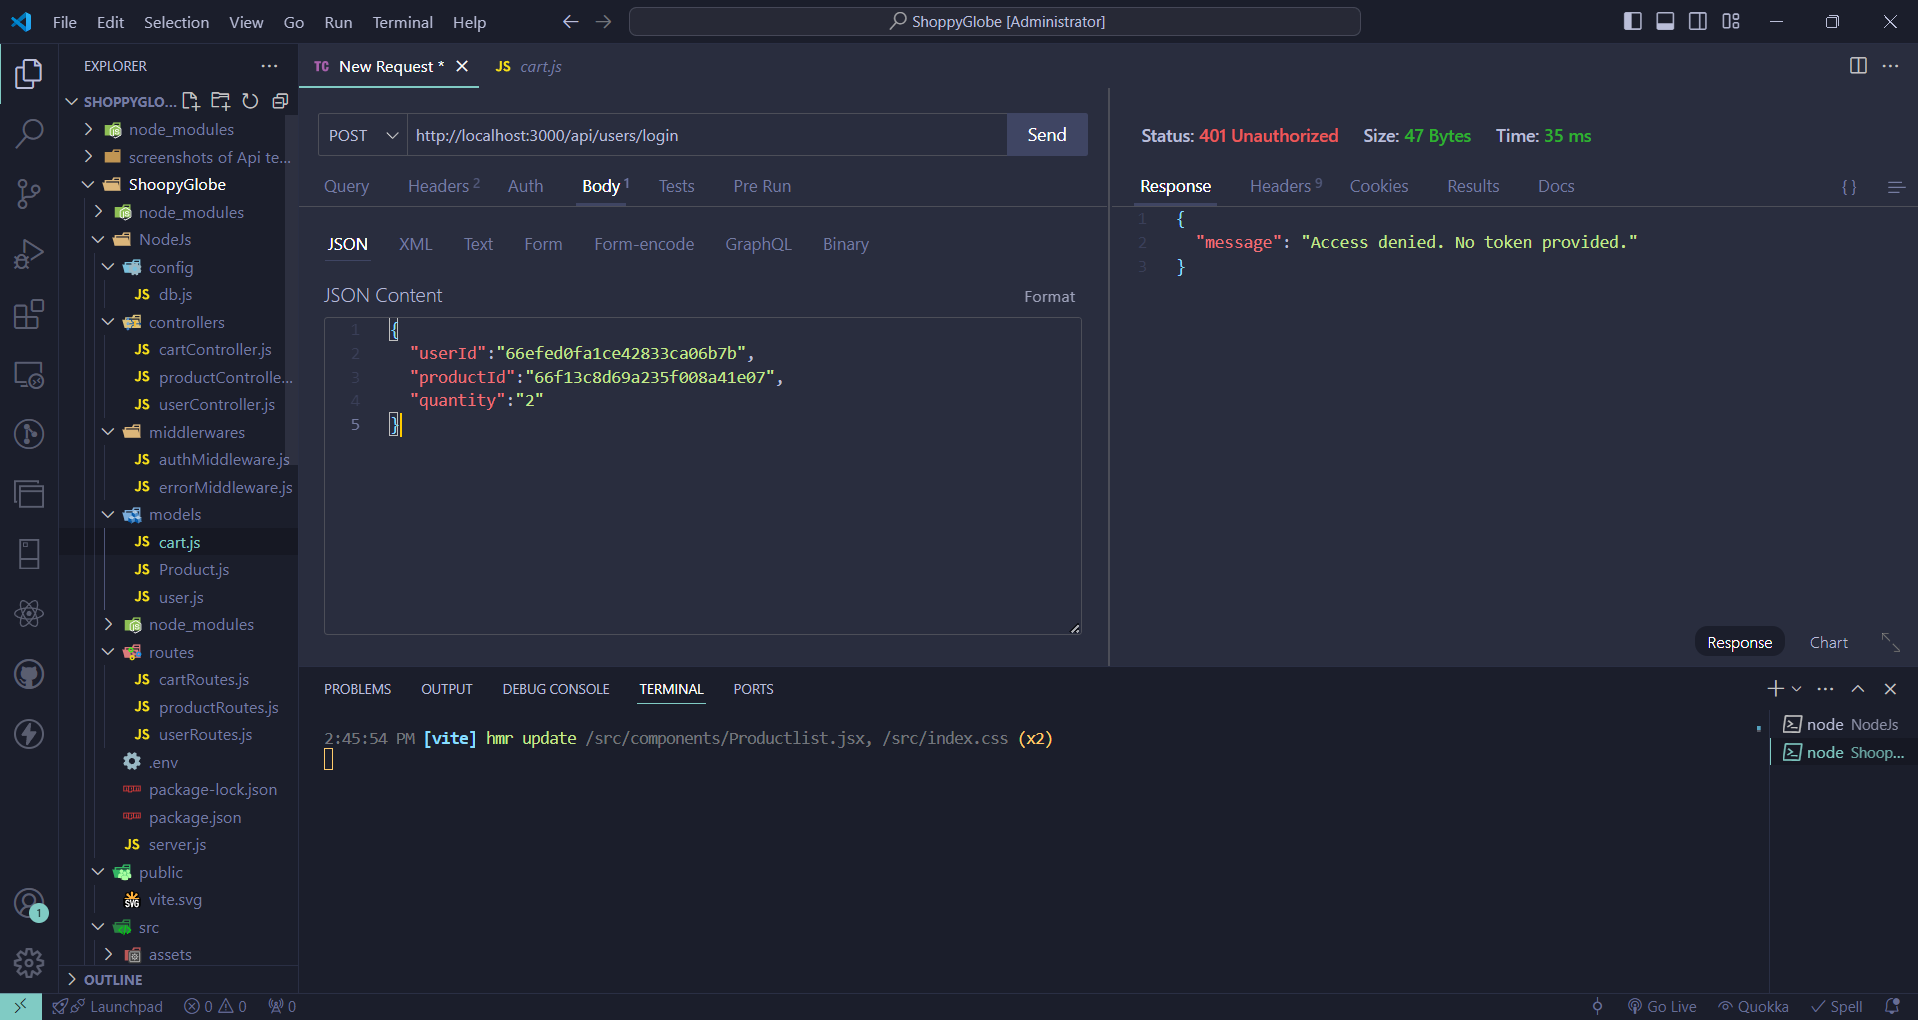 File Edit Selection View Go Run Terminal Help
ShoppyGlobe [Administrator]
EXPLORER
SHOPPYGLO...
node_modules
screenshots of Api te...
ShoopyGlobe
node_modules
NodeJs
config
JS db.js
controllers
JS cartController.js
JS productControlle...
JS userController.js
middlerwares
JS authMiddleware.js
JS errorMiddleware.js
models
JS cart.js
JS Product.js
JS user.js
node_modules
routes
JS cartRoutes.js
JS productRoutes.js
JS userRoutes.js
.env
package-lock.json
package.json
JS server.js
public
vite.svg
src
assets
OUTLINE
1
TC New Request * JS cart.js
POST http://localhost:3000/api/users/login Send
Query Headers 2 Auth Body 1 Tests Pre Run
JSON XML Text Form Form-encode GraphQL Binary
JSON Content Format
1 {
2 "userId":"66efed0fa1ce42833ca06b7b",
3 "productId":"66f13c8d69a235f008a41e07",
4 "quantity":"2"
5 }
Status: 401 Unauthorized Size: 47 Bytes Time: 35 ms
Response Headers 9 Cookies Results Docs { }
1 {
2 "message": "Access denied. No token provided."
3 }
Response Chart
PROBLEMS OUTPUT DEBUG CONSOLE TERMINAL PORTS
2:45:54 PM [vite] hmr update /src/components/Productlist.jsx, /src/index.css (x2)
node NodeJs
node Shoop...
Launchpad 0 0 0 Go Live Quokka Spell